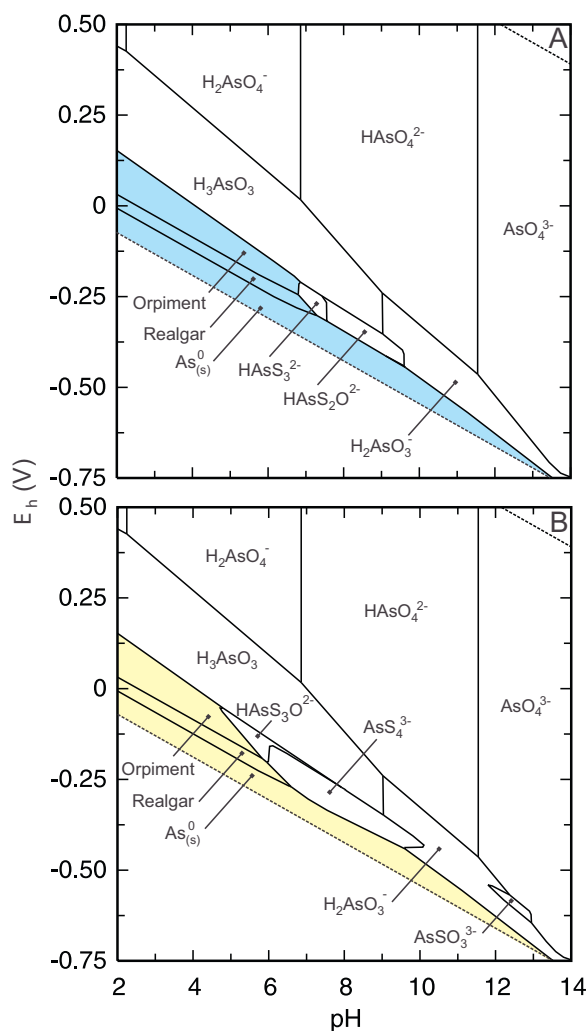 0.50
A
H₂AsO₄⁻
0.25
HAsO₄²⁻
H₃AsO₃
0
AsO₄³⁻
-0.25
Orpiment
Realgar
As⁰(s)
HAsS₃²⁻
HAsS₂O²⁻
-0.50
H₂AsO₃⁻
-0.75
Eh (V)
0.50
B
H₂AsO₄⁻
0.25
HAsO₄²⁻
H₃AsO₃
0
HAsS₃O²⁻
AsS₄³⁻
AsO₄³⁻
Orpiment
-0.25
Realgar
As⁰(s)
-0.50
H₂AsO₃⁻
AsSO₃³⁻
-0.75
2 4 6 8 10 12 14
pH